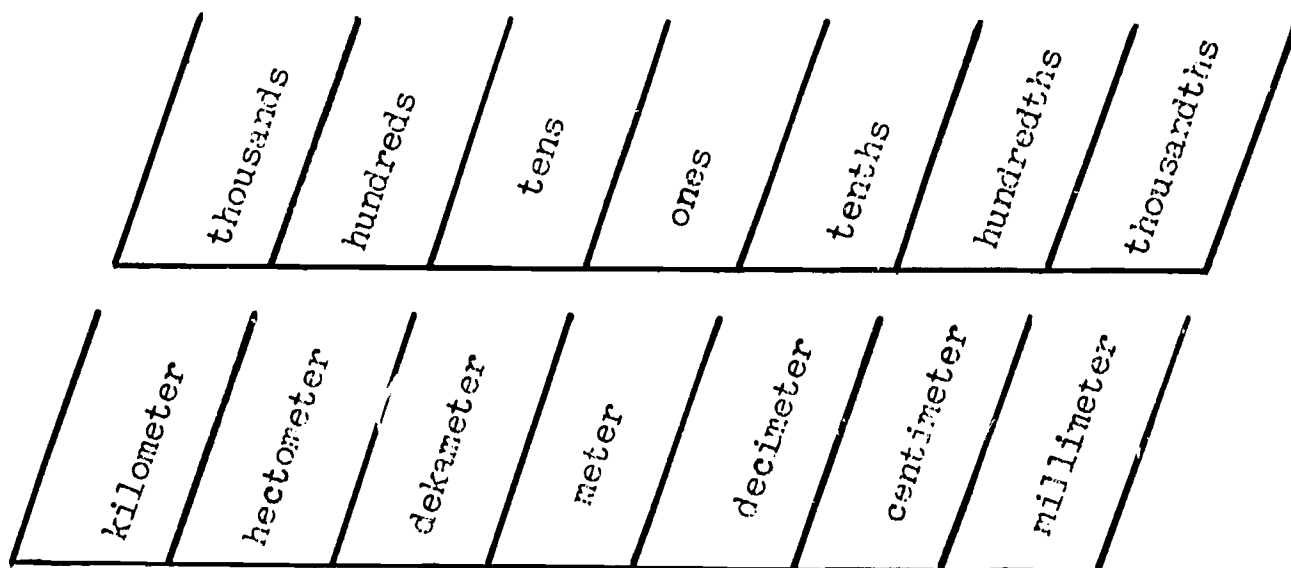 thousands
hundreds
tens
ones
tenths
hundredths
thousandths
kilometer
hectometer
dekameter
meter
decimeter
centimeter
millimeter